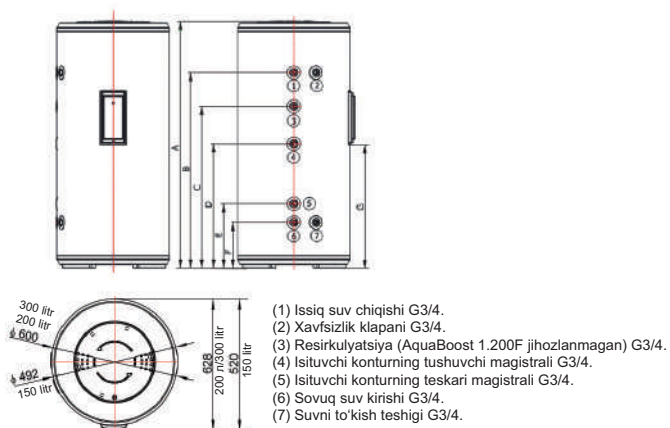 1
2
3
4
5
6
7
A
B
C
D
E
F
G
300 litr
200 litr
ϕ 600
ϕ 492
150 litr
628
200 л/300 litr
520
150 litr
(1) Issiq suv chiqishi G3/4.
(2) Xavfsizlik klapani G3/4.
(3) Resirkulyatsiya (AquaBoost 1.200F jihozlanmagan) G3/4.
(4) Isituvchi konturning tushuvchi magistrali G3/4.
(5) Isituvchi konturning teskari magistrali G3/4.
(6) Sovuq suv kirishi G3/4.
(7) Suvni to‘kish teshigi G3/4.